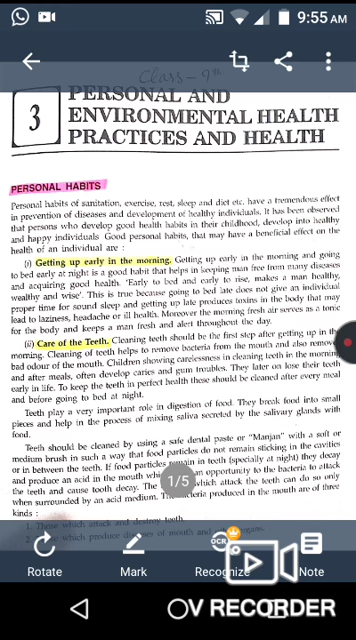 9:55 AM
Class - 9th
3
PERSONAL AND
ENVIRONMENTAL HEALTH
PRACTICES AND HEALTH
PERSONAL HABITS
Personal habits of sanitation, exercise, rest, sleep and diet etc. have a tremendous effect
in prevention of diseases and development of healthy individuals. It has been observed
that persons who develop good health habits in their childhood, develop into healthy
and happy individuals Good personal habits, that may have a beneficial effect on the
health of an individual are :
(i) Getting up early in the morning. Getting up early in the morning and going
to bed early at night is a good habit that helps in keeping man free from many diseases
and acquiring good health. 'Early to bed and early to rise, makes a man healthy,
wealthy and wise'. This is true because going to bed late does not give an individual
proper time for sound sleep and getting up late produces toxins in the body that may
lead to laziness, headache or ill health. Moreover the morning fresh air serves as a tonic
for the body and keeps a man fresh and alert throughout the day.
(ii) Care of the Teeth. Cleaning teeth should be the first step after getting up in the
morning. Cleaning of teeth helps to remove bacteria from the mouth and also remove
bad odour of the mouth. Children showing carelessness in cleaning teeth in the morning
and after meals, often develop caries and gum troubles. They later on lose their teeth
early in life. To keep the teeth in perfect health these should be cleaned after every meal
and before going to bed at night.
Teeth play a very important role in digestion of food. They break food into small
pieces and help in the process of mixing saliva secreted by the salivary glands with
food.
Teeth should be cleaned by using a safe dental paste or "Manjan" with a soft or
medium brush in such a way that food particles do not remain sticking in the cavities
or in between the teeth. If food particles remain in teeth (specially at night) they decay
and produce an acid in the mouth which an opportunity to the bacteria to attack
the teeth and cause tooth decay. The which attack the teeth can do so only
when surrounded by an acid medium. The bacteria produced in the mouth are of three
kinds :
1. Those which attack and destroy teeth
2. which produce of mouth and
1/5
Rotate
Mark
OCR
Recognize
Note
V RECORDER